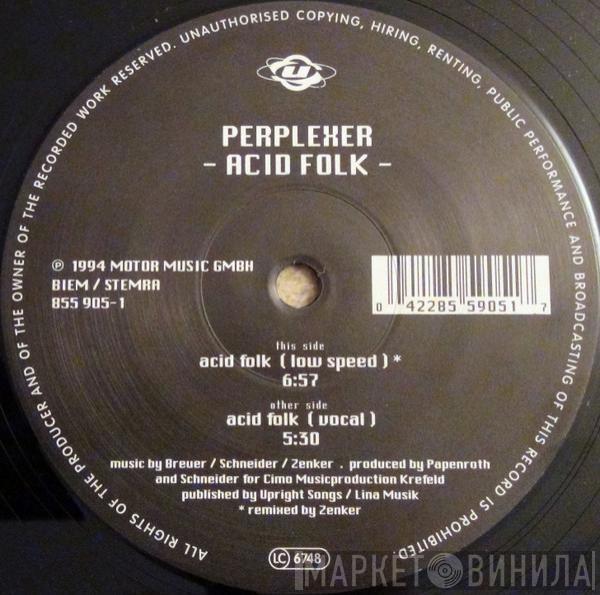 ALL RIGHTS OF THE PRODUCER AND OF THE OWNER OF THE RECORDED WORK RESERVED. UNAUTHORISED COPYING, HIRING, RENTING, PUBLIC PERFORMANCE AND BROADCASTING OF THIS RECORD IS PROHIBITED
U
PERPLEXER
- ACID FOLK -
℗ 1994 MOTOR MUSIC GMBH
BIEM / STEMRA
855 905-1
0 42285 59051 7
this side
acid folk ( low speed ) *
6:57
other side
acid folk ( vocal )
5:30
music by Breuer / Schneider / Zenker . produced by Papenroth
and Schneider for Cimo Musicproduction Krefeld
published by Upright Songs / Lina Musik
* remixed by Zenker
LC 6748
МАРКЕТ ВИНИЛА